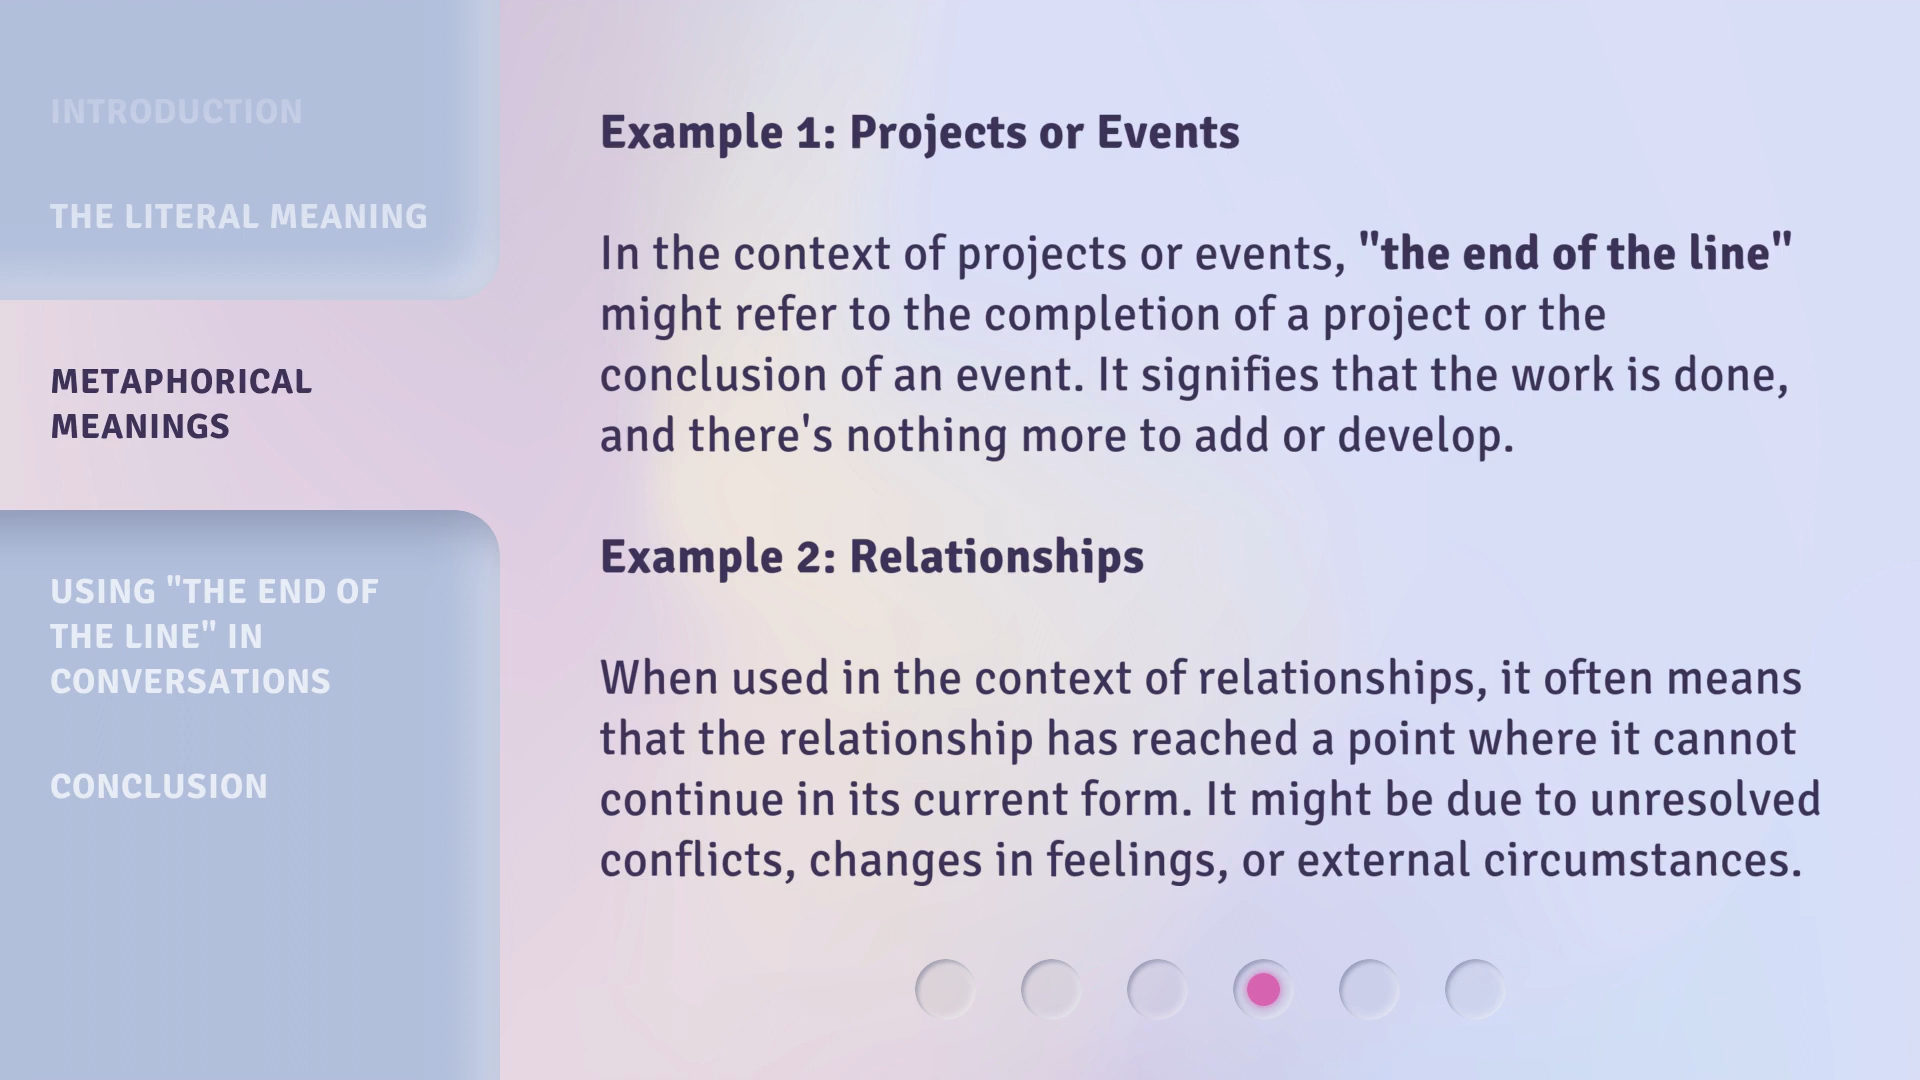 INTRODUCTION
THE LITERAL MEANING
METAPHORICAL
MEANINGS
USING "THE END OF
THE LINE" IN
CONVERSATIONS
CONCLUSION
Example 1: Projects or Events
In the context of projects or events, "the end of the line"
might refer to the completion of a project or the
conclusion of an event. It signifies that the work is done,
and there's nothing more to add or develop.
Example 2: Relationships
When used in the context of relationships, it often means
that the relationship has reached a point where it cannot
continue in its current form. It might be due to unresolved
conflicts, changes in feelings, or external circumstances.